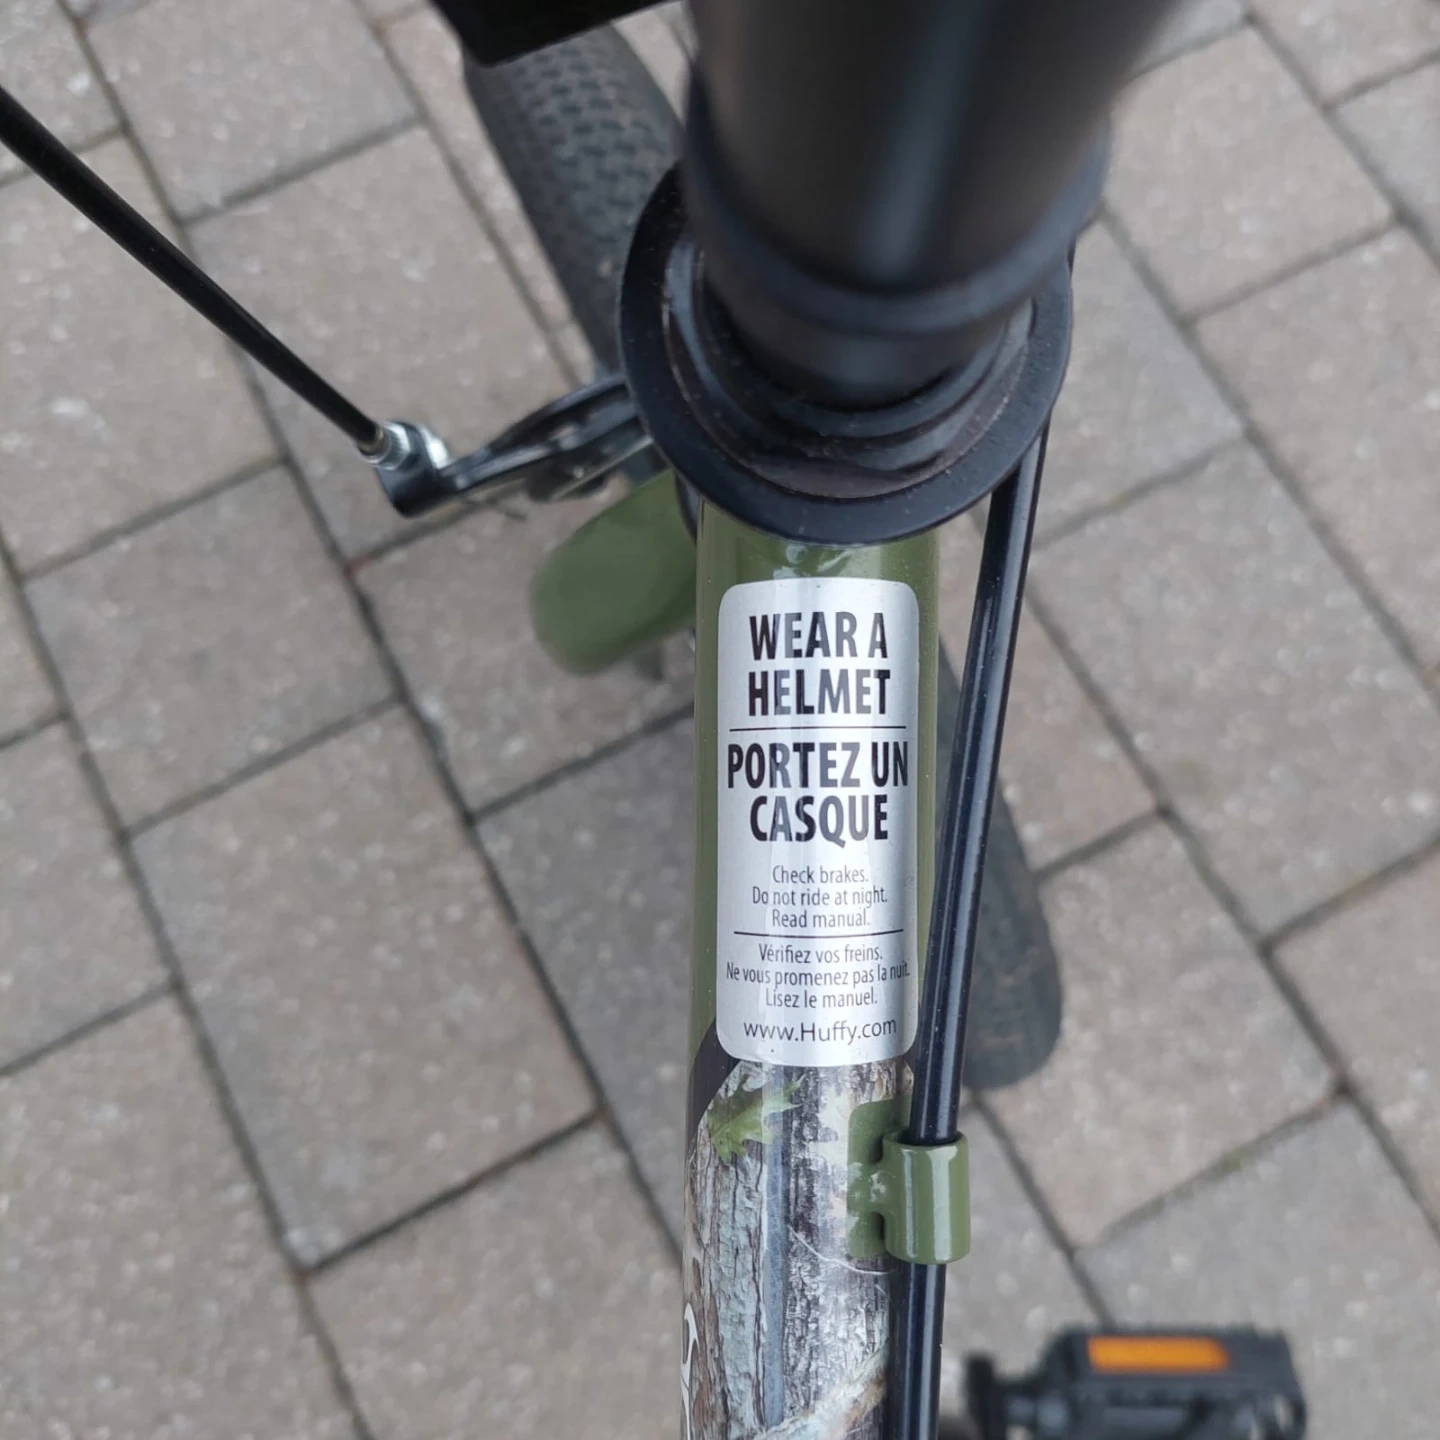 WEAR A
HELMET
PORTEZ UN
CASQUE
Check brakes.
Do not ride at night.
Read manual.
Vérifiez vos freins.
Ne vous promenez pas la nuit.
Lisez le manuel.
www.Huffy.com